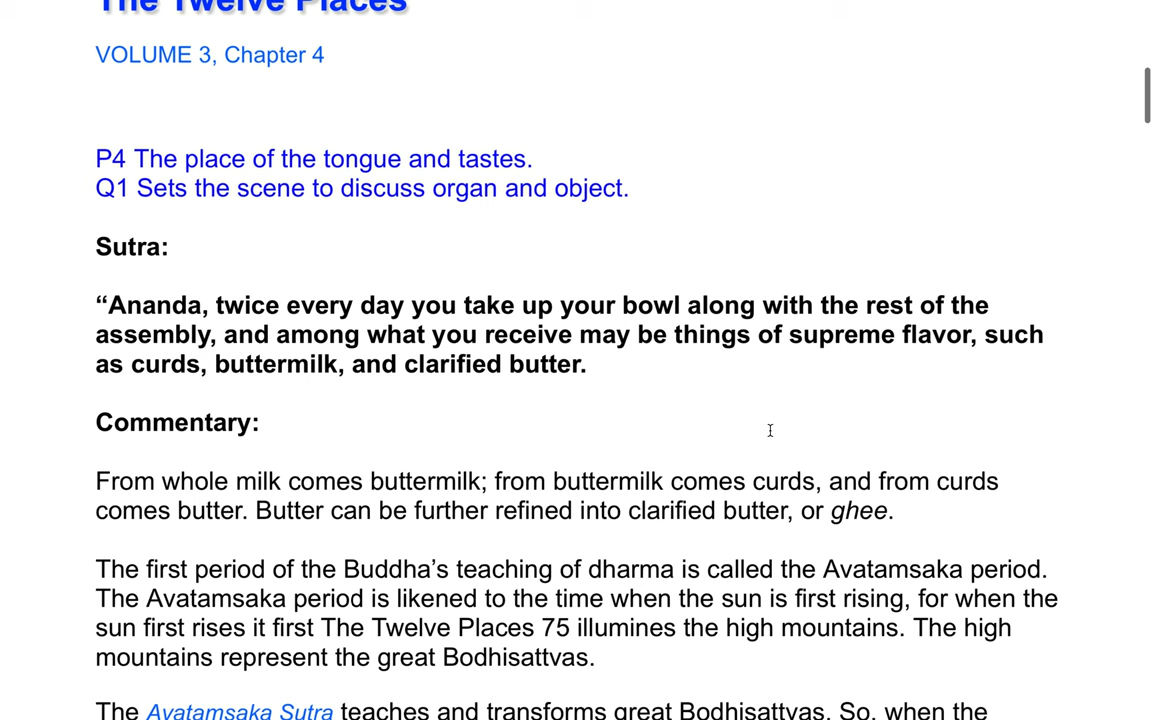 The Twelve Places
VOLUME 3, Chapter 4
P4 The place of the tongue and tastes.
Q1 Sets the scene to discuss organ and object.
Sutra:
“Ananda, twice every day you take up your bowl along with the rest of the
assembly, and among what you receive may be things of supreme flavor, such
as curds, buttermilk, and clarified butter.
Commentary:
From whole milk comes buttermilk; from buttermilk comes curds, and from curds
comes butter. Butter can be further refined into clarified butter, or ghee.
The first period of the Buddha’s teaching of dharma is called the Avatamsaka period.
The Avatamsaka period is likened to the time when the sun is first rising, for when the
sun first rises it first The Twelve Places 75 illumines the high mountains. The high
mountains represent the great Bodhisattvas.
The Avatamsaka Sutra teaches and transforms great Bodhisattvas. So, when the